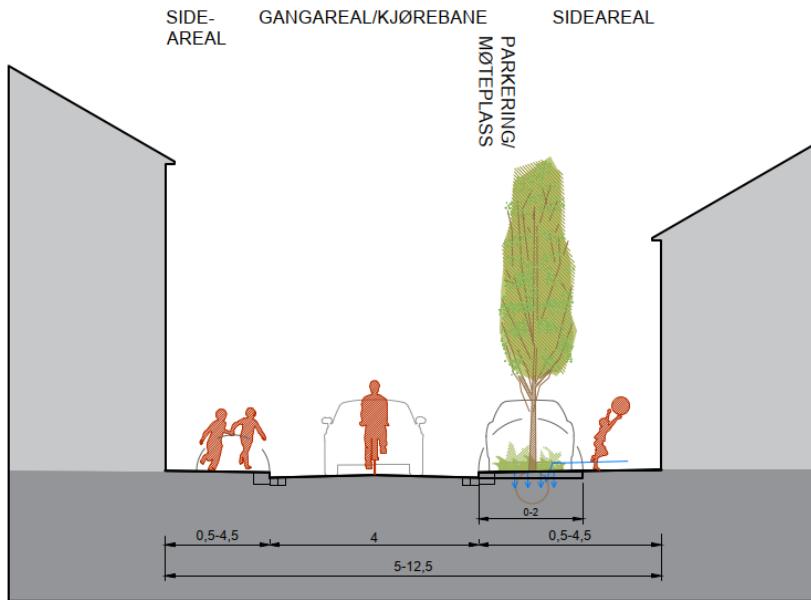 SIDE-
AREAL
GANGAREAL/KJØREBANE
SIDEAREAL
PARKERING/
MØTEPLASS
0-2
0,5-4,5
4
0,5-4,5
5-12,5